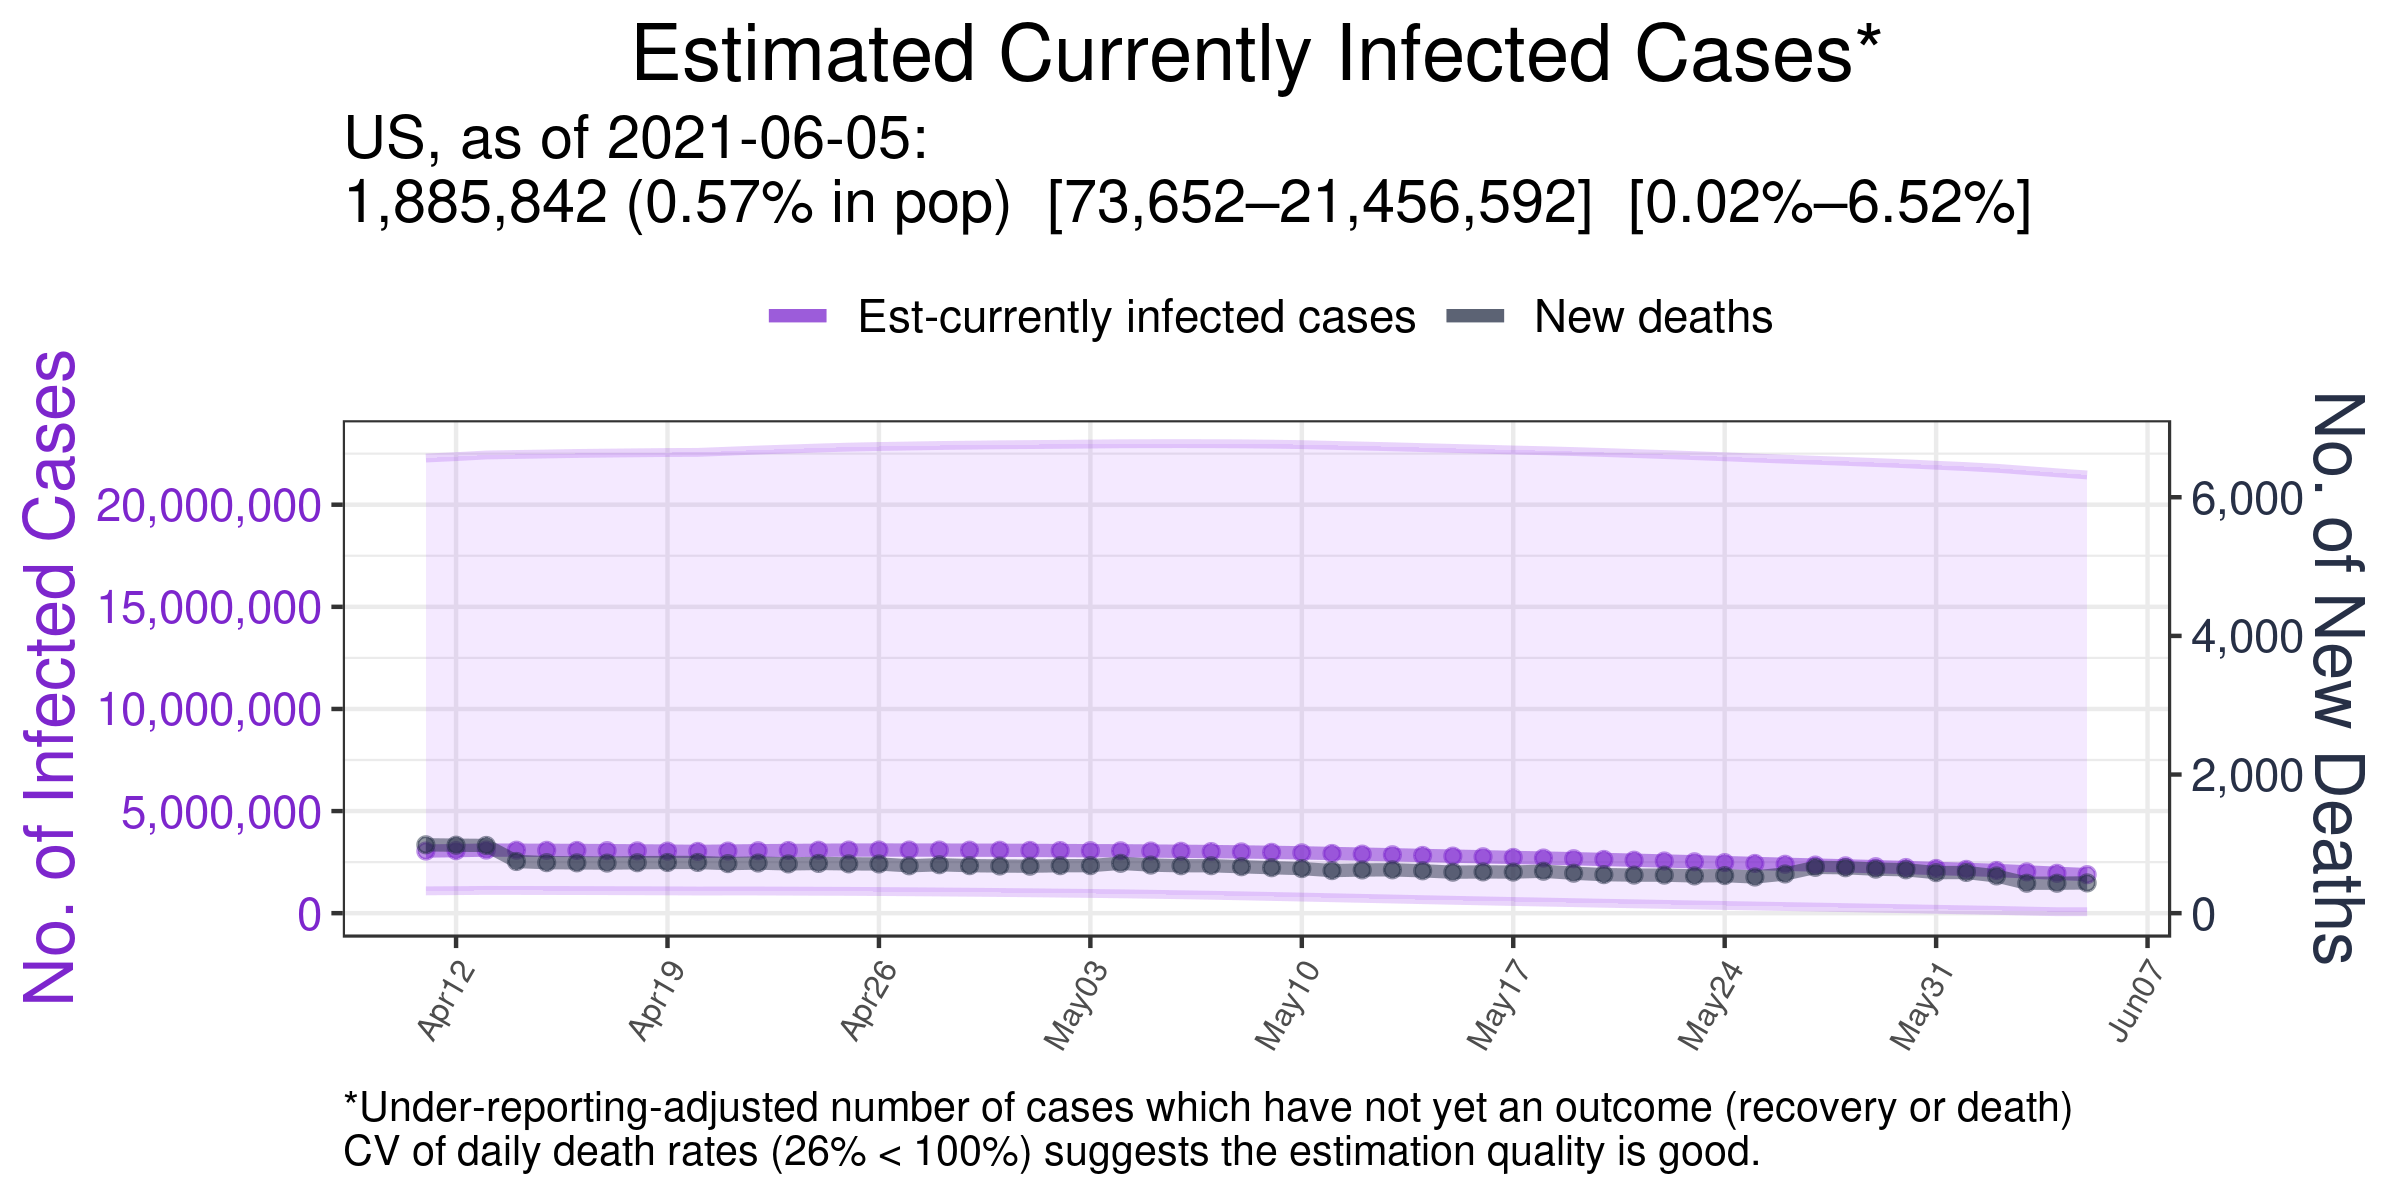 Estimated Currently Infected Cases*
US, as of 2021-06-05:
1,885,842 (0.57% in pop)  [73,652–21,456,592]  [0.02%–6.52%]
Est-currently infected cases
New deaths
No. of Infected Cases
20,000,000
15,000,000
10,000,000
5,000,000
0
6,000
4,000
2,000
0
No. of New Deaths
Apr12
Apr19
Apr26
May03
May10
May17
May24
May31
Jun07
*Under-reporting-adjusted number of cases which have not yet an outcome (recovery or death)
CV of daily death rates (26% < 100%) suggests the estimation quality is good.